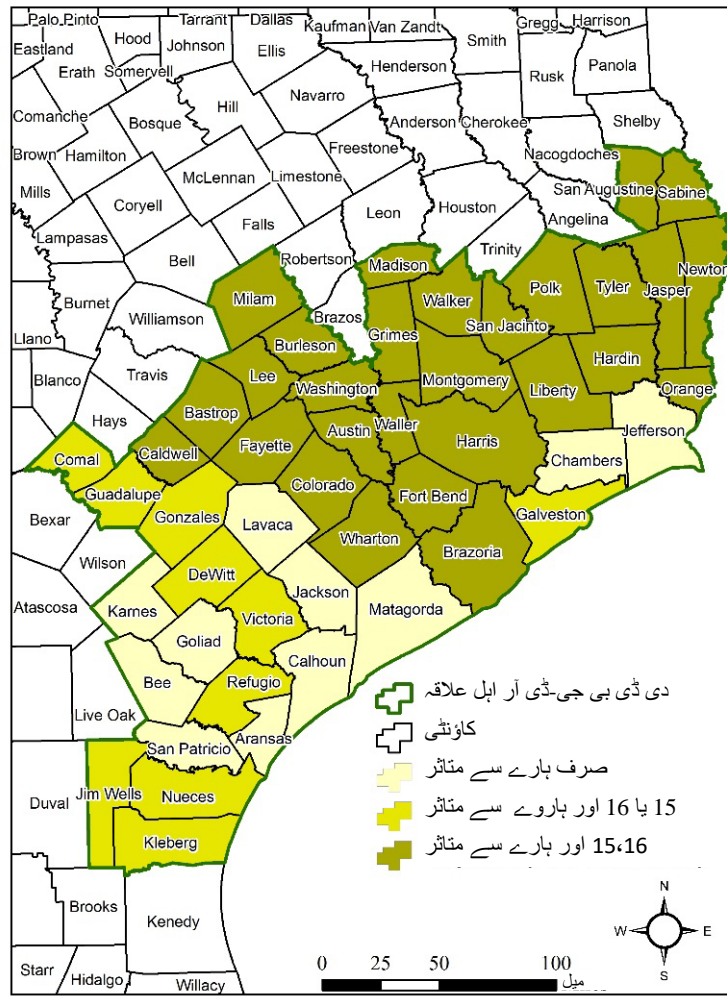 Palo Pinto
Tarrant
Dallas
Kaufman
Van Zandt
Gregg
Harrison
Eastland
Hood
Johnson
Ellis
Smith
Panola
Erath
Somervell
Henderson
Rusk
Comanche
Bosque
Hill
Navarro
Anderson
Cherokee
Shelby
Brown
Hamilton
Freestone
Nacogdoches
Mills
McLennan
Limestone
San Augustine
Sabine
Coryell
Falls
Leon
Houston
Angelina
Lampasas
Bell
Robertson
Trinity
Madison
Newton
Burnet
Milam
Walker
Polk
Tyler
Jasper
Llano
Williamson
Brazos
Grimes
San Jacinto
Burleson
Hardin
Blanco
Travis
Lee
Washington
Montgomery
Liberty
Orange
Hays
Bastrop
Austin
Waller
Harris
Jefferson
Comal
Caldwell
Fayette
Chambers
Guadalupe
Colorado
Fort Bend
Bexar
Gonzales
Lavaca
Galveston
Wilson
Wharton
Brazoria
DeWitt
Atascosa
Karnes
Jackson
Matagorda
Victoria
Goliad
Calhoun
Bee
Refugio
Live Oak
Aransas
San Patricio
Duval
Jim Wells
Nueces
Kleberg
Brooks
Kenedy
Starr
Hidalgo
Willacy
دی ڈی بی جی-ڈی آر اہل علاقہ
کاؤنٹی
صرف ہارے سے متاثر
15 یا 16 اور ہاروے سے متاثر
15،16 اور ہارے سے متاثر
N
W E
S
0 25 50 100
میل